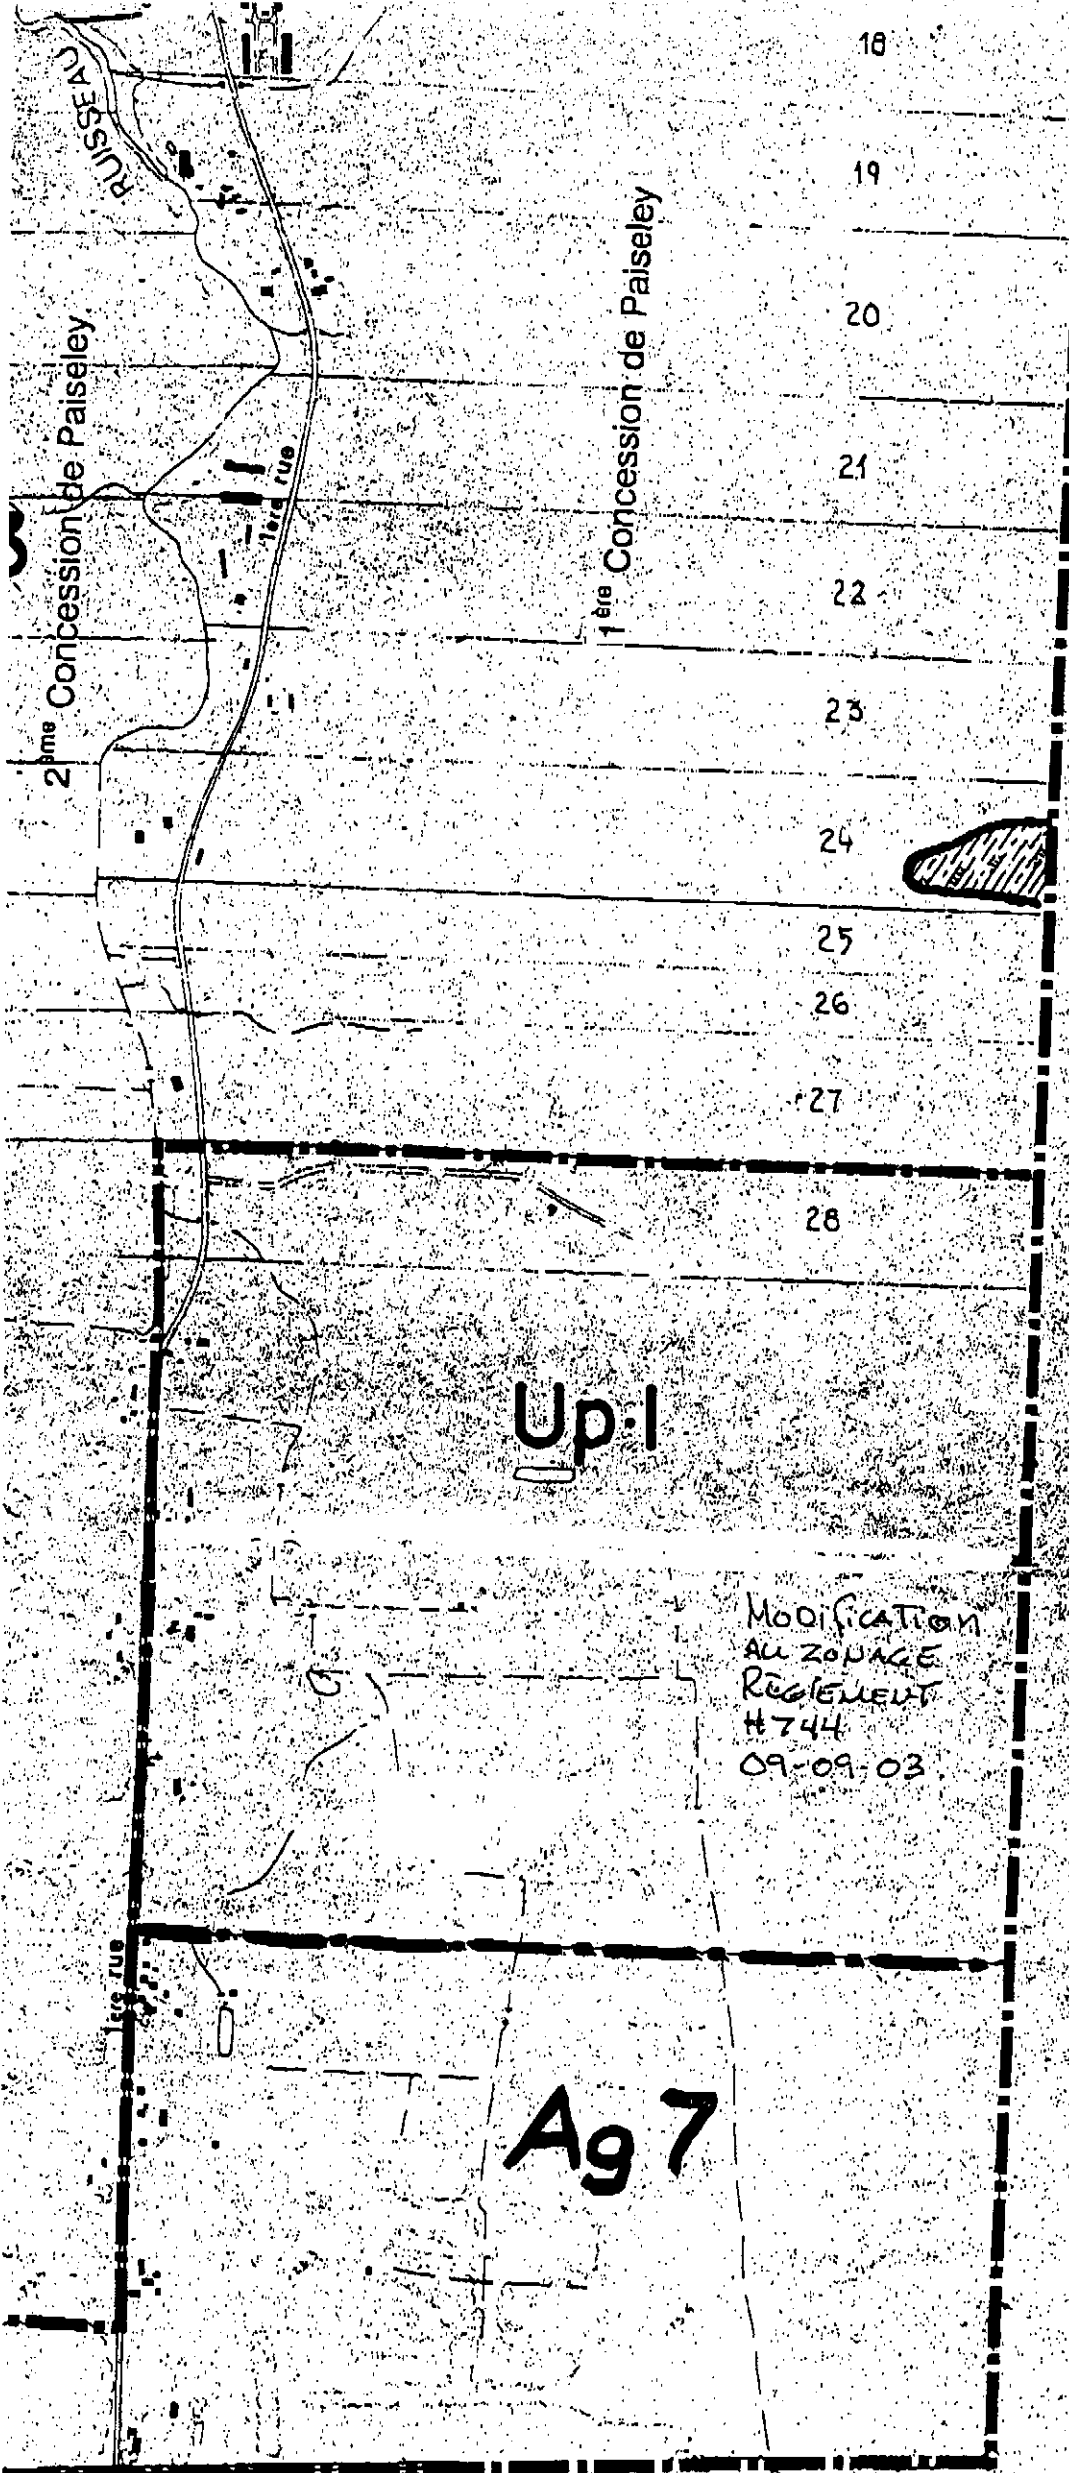 18
RUISSEAU
19
1ère Concession de Paiseley
20
2ème Concession de Paiseley
21
1ère rue
22
23
24
25
26
27
28
Up.1
MODIFICATION
AU ZONAGE
RÈGLEMENT
#744
09-09-03
1ère rue
Ag 7